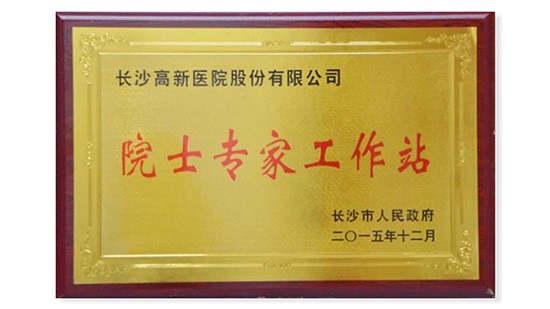 长沙高新医院股份有限公司
院士专家工作站
长沙市人民政府
二〇一五年十二月